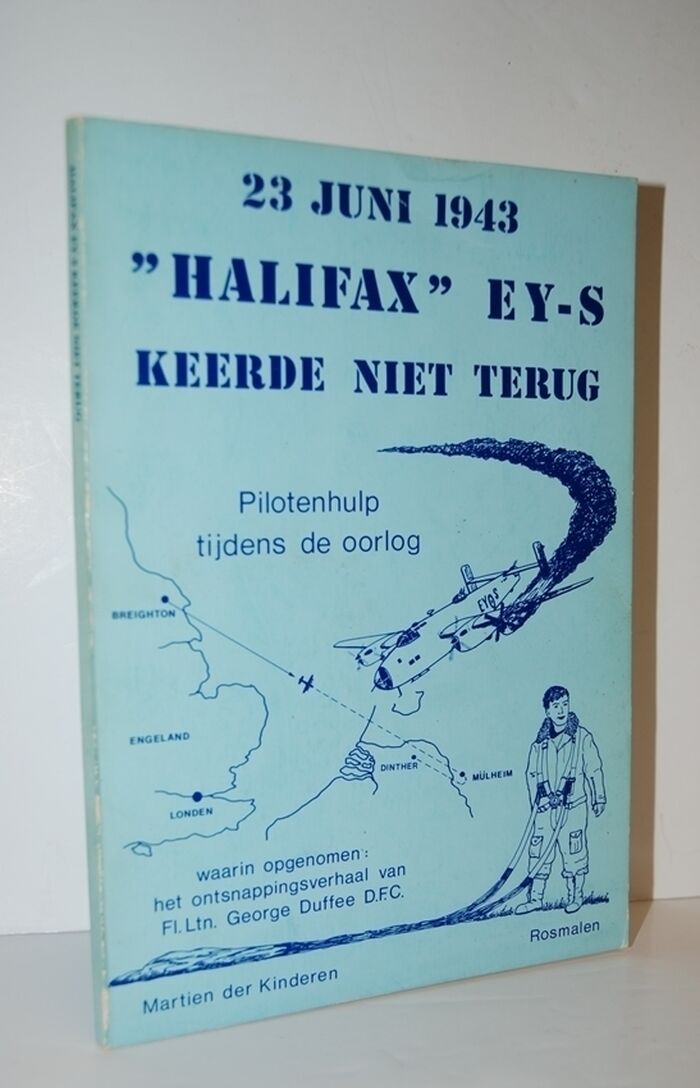 23 JUNI 1943
"HALIFAX" EY-S
KEERDE NIET TERUG
Pilotenhulp
tijdens de oorlog
EY S
BREIGHTON
ENGELAND
DINTHER
MÜLHEIM
LONDEN
waarin opgenomen:
het ontsnappingsverhaal van
Fl.Ltn. George Duffee D.F.C.
Rosmalen
Martien der Kinderen